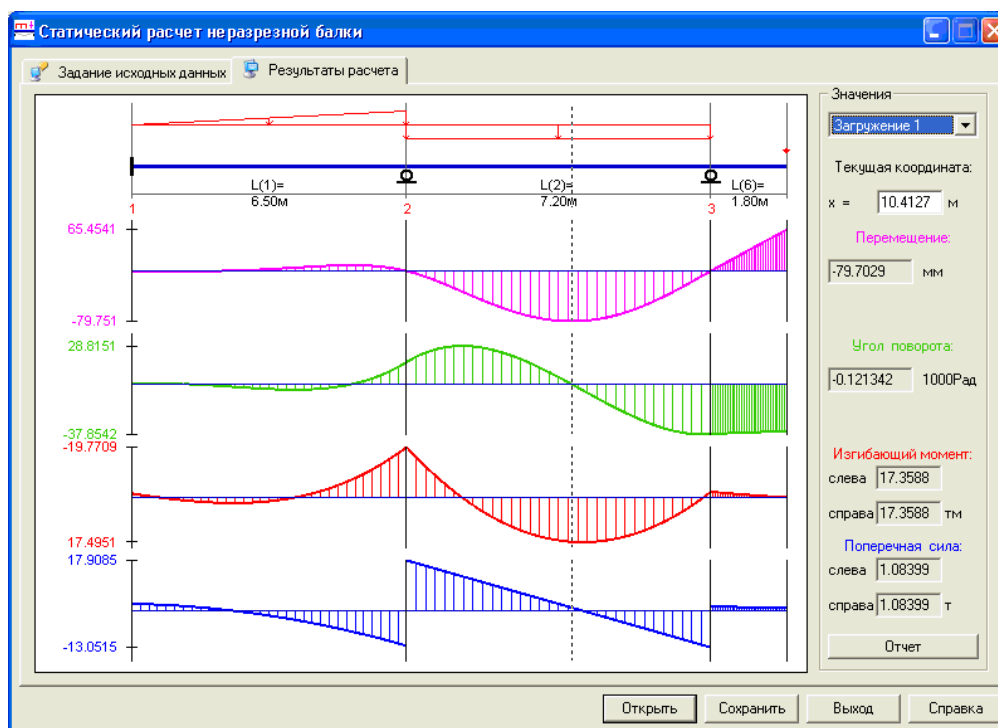 Статический расчет неразрезной балки
Задание исходных данных
Результаты расчета
L(1)=
6.50м
L(2)=
7.20м
L(6)=
1.80м
1
2
3
65.4541
-79.751
28.8151
-37.8542
-19.7709
17.4951
17.9085
-13.0515
Значения
Загружение 1
Текущая координата:
x = 10.4127 м
Перемещение:
-79.7029 мм
Угол поворота:
-0.121342 1000Рад
Изгибающий момент:
слева 17.3588
справа 17.3588 тм
Поперечная сила:
слева 1.08399
справа 1.08399 т
Отчет
Открыть
Сохранить
Выход
Справка